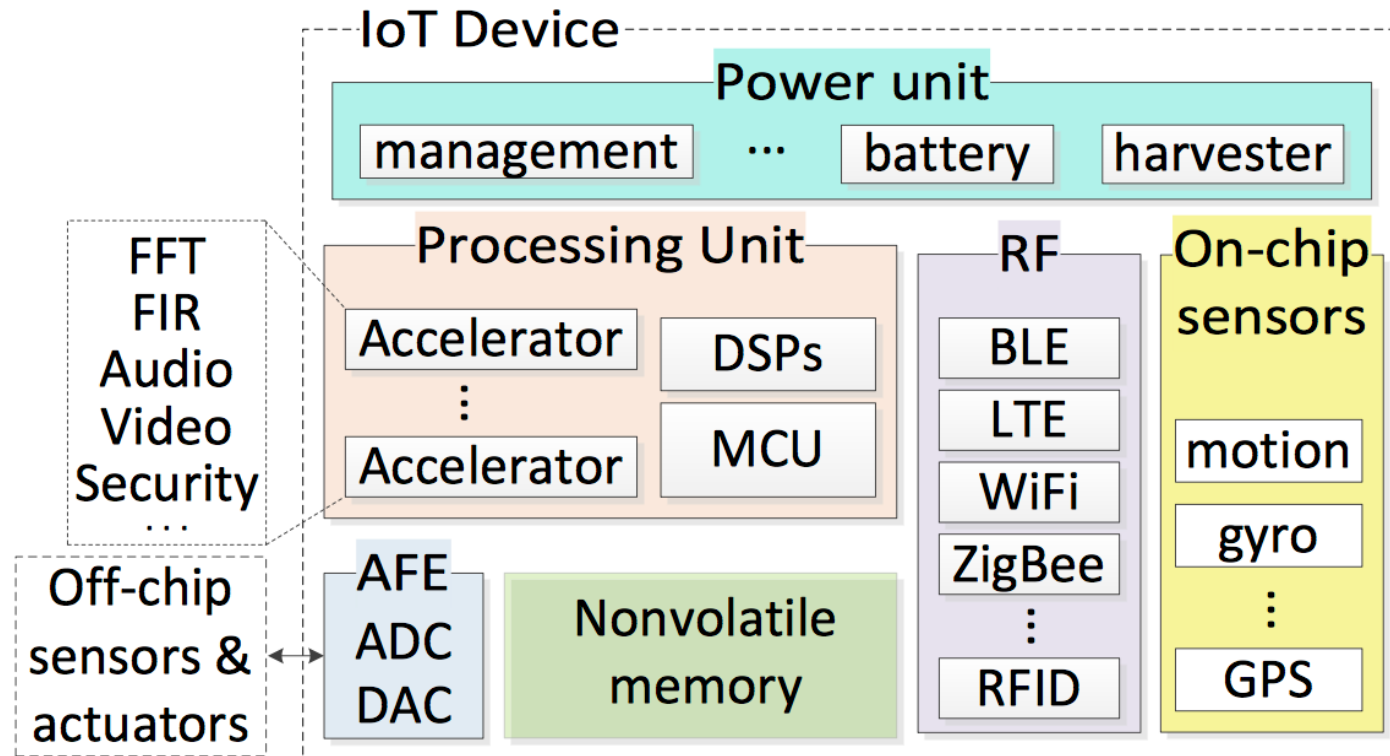 IoT Device
Power unit
management
...
battery
harvester
FFT
FIR
Audio
Video
Security
...
Processing Unit
Accelerator
...
Accelerator
DSPs
MCU
RF
BLE
LTE
WiFi
ZigBee
...
RFID
On-chip
sensors
motion
gyro
...
GPS
Off-chip
sensors &
actuators
AFE
ADC
DAC
Nonvolatile
memory